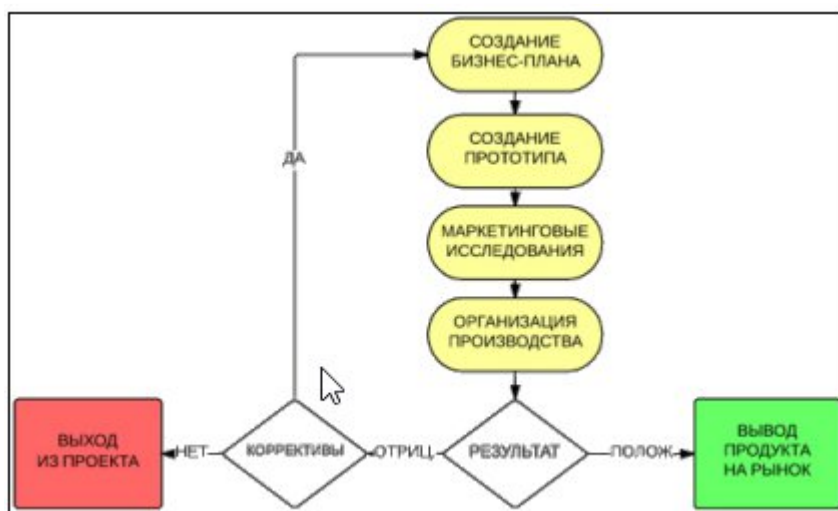 СОЗДАНИЕ
БИЗНЕС-ПЛАНА
СОЗДАНИЕ
ПРОТОТИПА
ДА
МАРКЕТИНГОВЫЕ
ИССЛЕДОВАНИЯ
ОРГАНИЗАЦИЯ
ПРОИЗВОДСТВА
ВЫХОД
ИЗ ПРОЕКТА
НЕТ
КОРРЕКТИВЫ
ОТРИЦ.
РЕЗУЛЬТАТ
ПОЛОЖ
ВЫВОД
ПРОДУКТА
НА РЫНОК